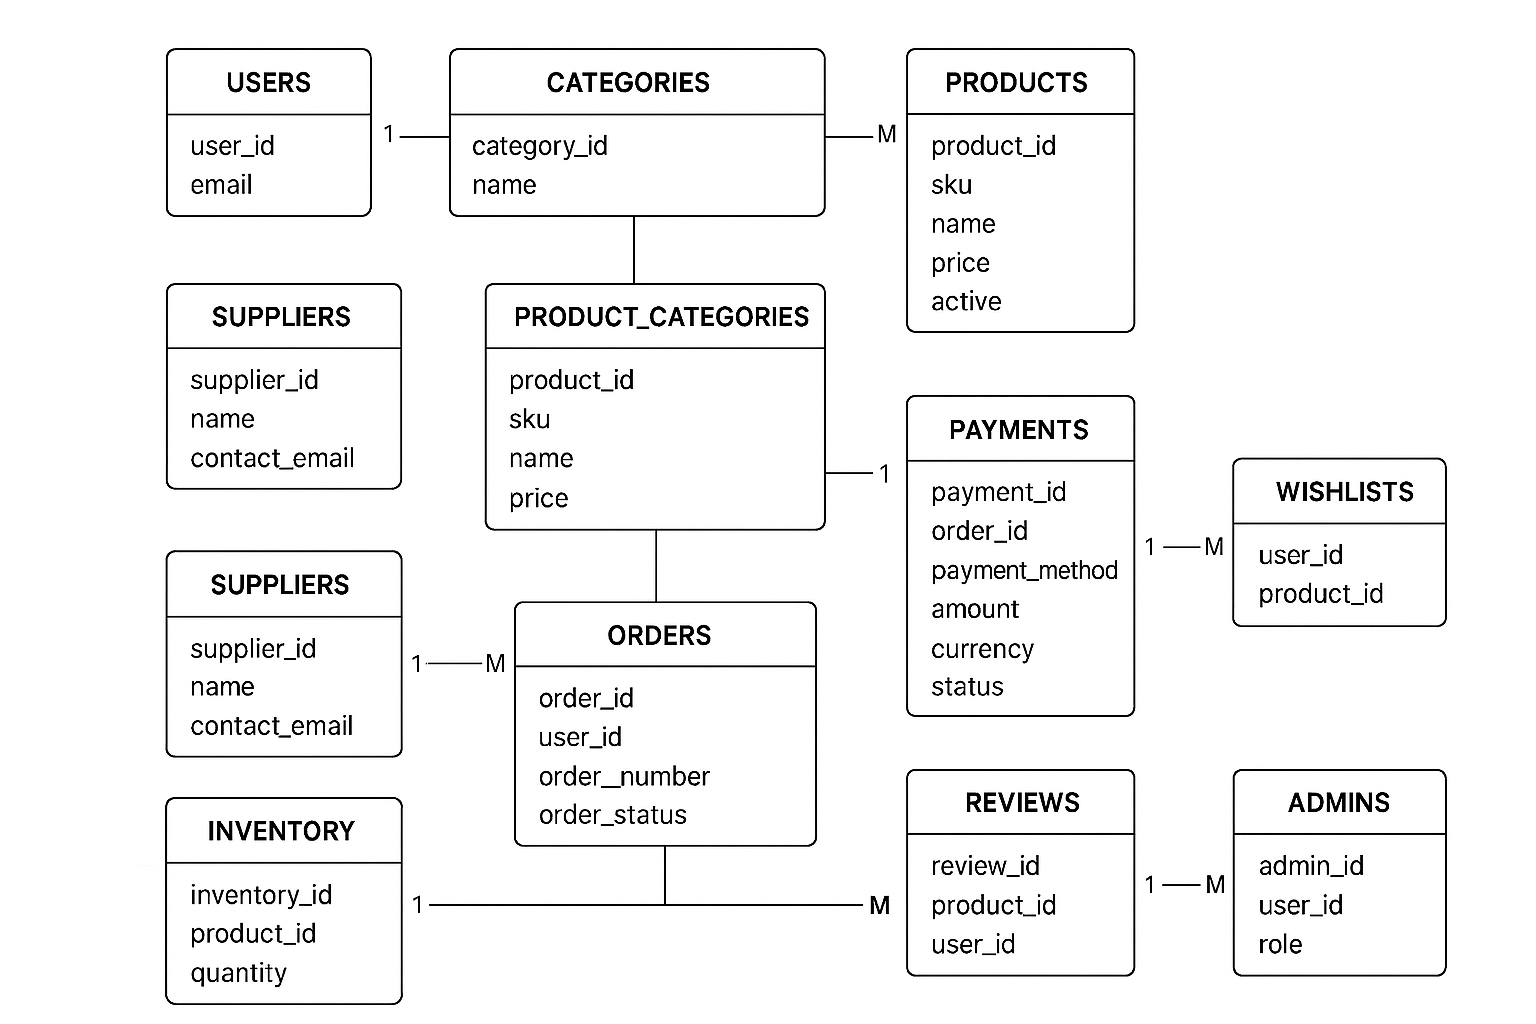 USERS
user_id
email
1
CATEGORIES
category_id
name
M
PRODUCTS
product_id
sku
name
price
active
SUPPLIERS
supplier_id
name
contact_email
PRODUCT_CATEGORIES
product_id
sku
name
price
1
PAYMENTS
payment_id
order_id
payment_method
amount
currency
status
1
M
WISHLISTS
user_id
product_id
SUPPLIERS
supplier_id
name
contact_email
1
M
ORDERS
order_id
user_id
order_number
order_status
INVENTORY
inventory_id
product_id
quantity
1
M
REVIEWS
review_id
product_id
user_id
1
M
ADMINS
admin_id
user_id
role